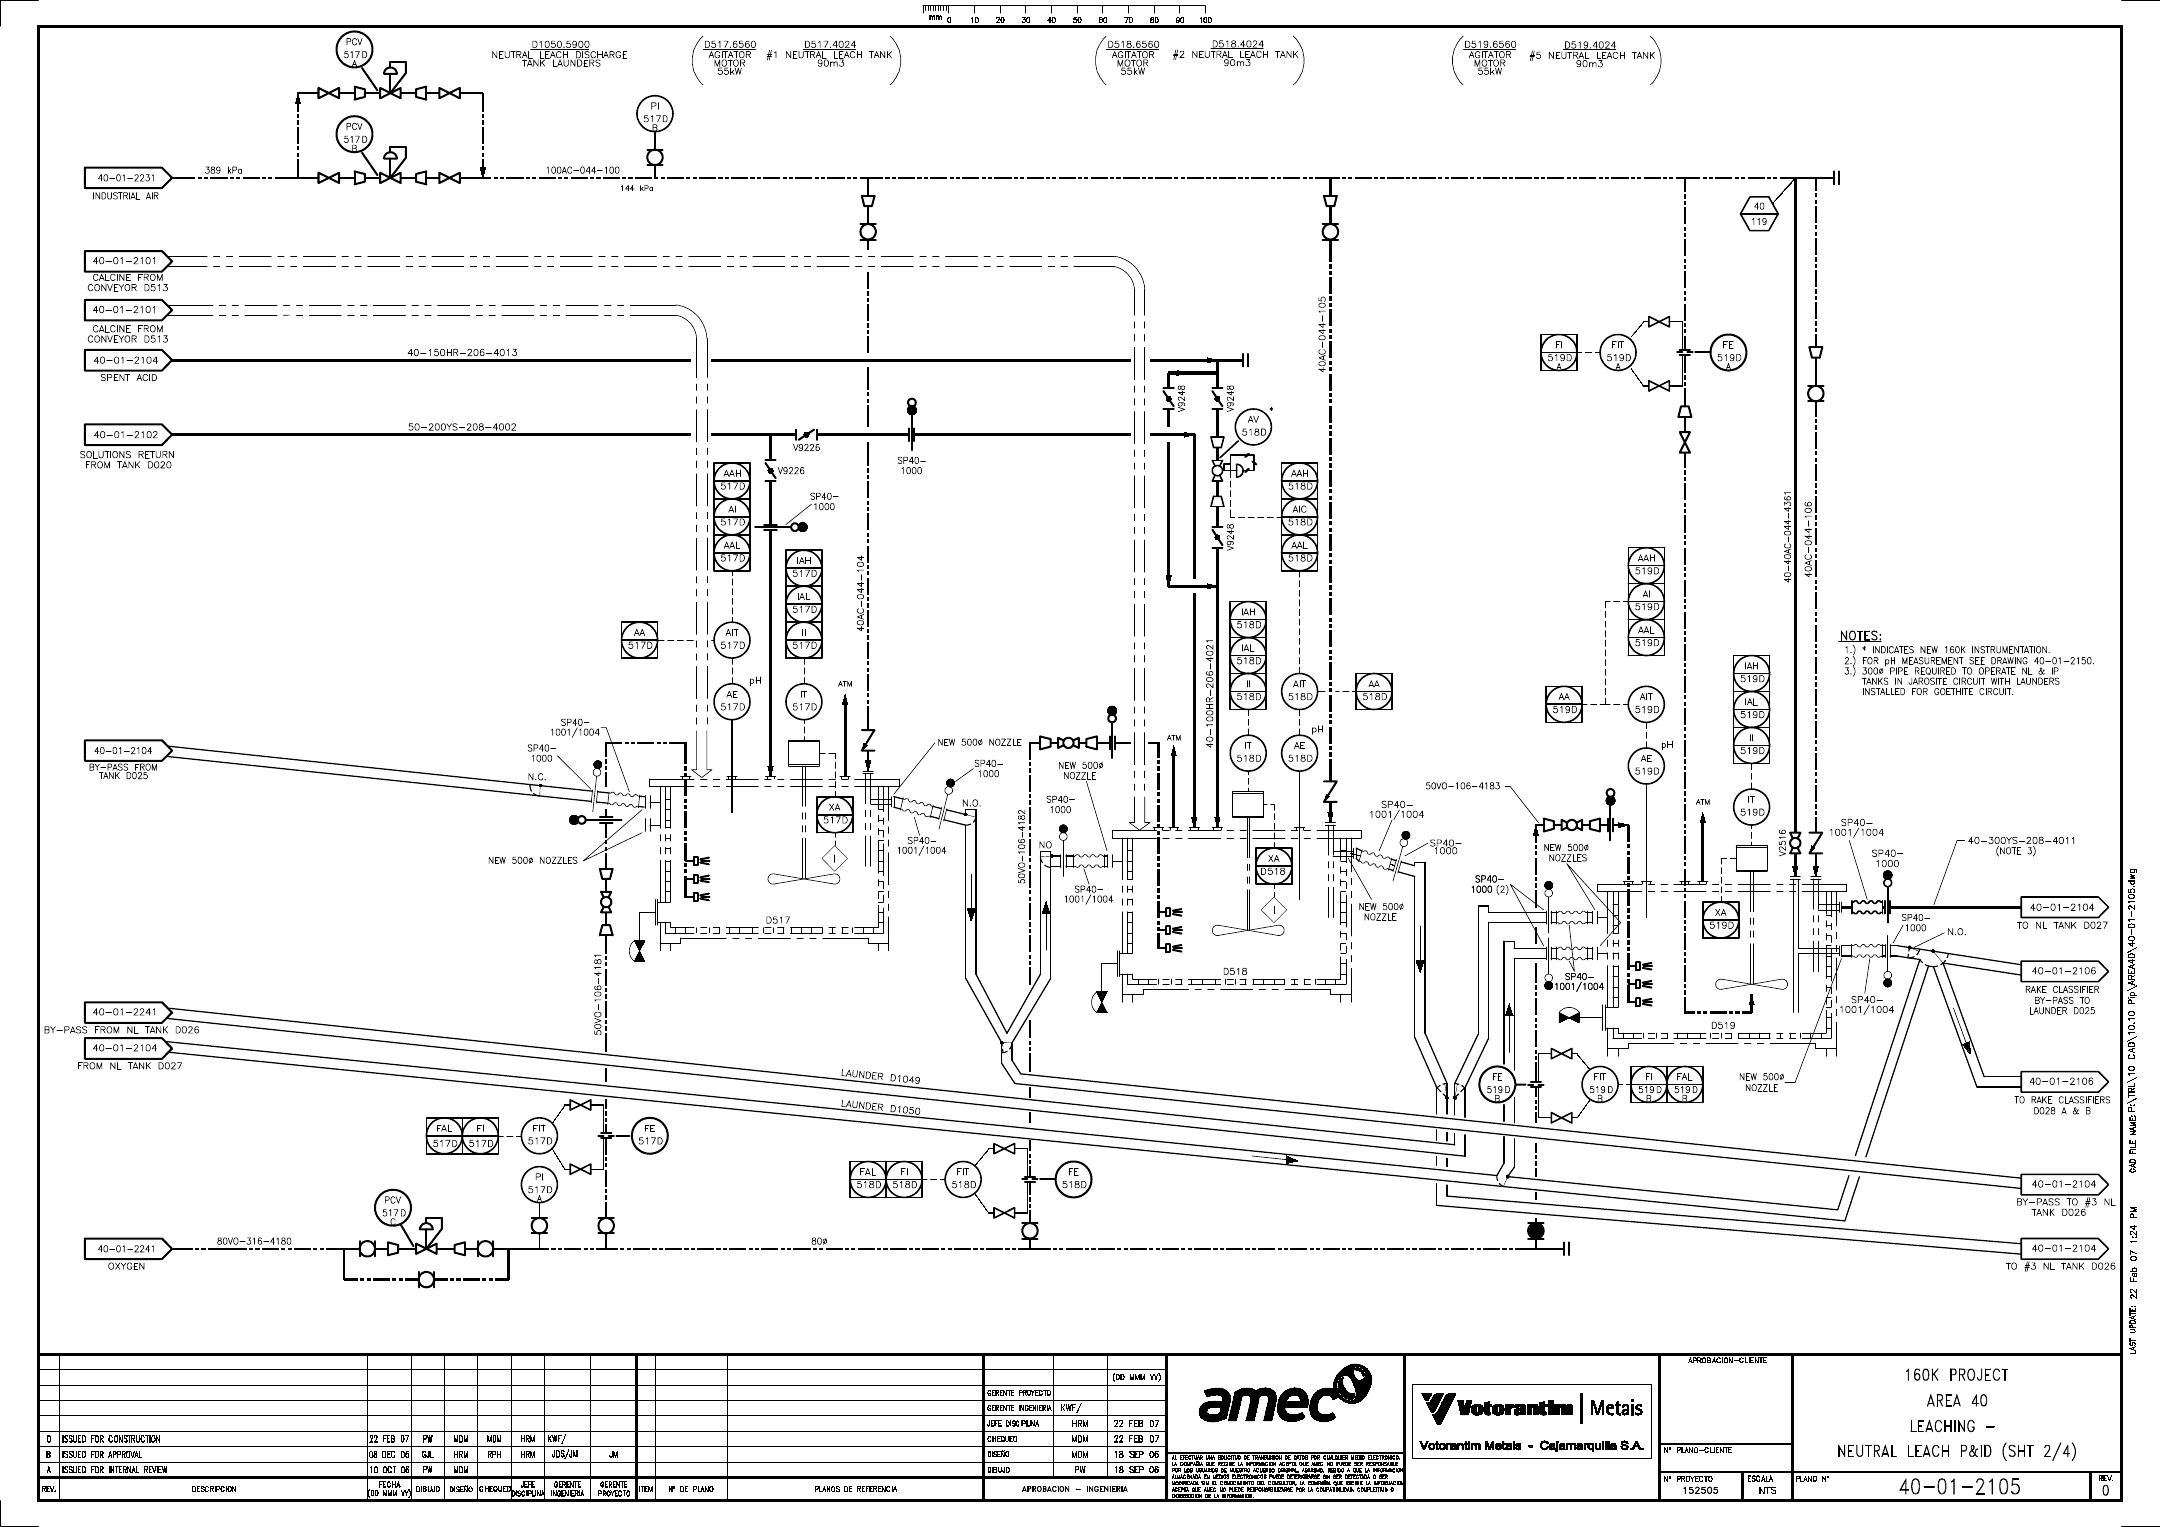 mm 0 10 20 30 40 50 60 70 80 90 100
D1050.5900
NEUTRAL LEACH DISCHARGE
TANK LAUNDERS
D517.6560
AGITATOR
MOTOR
55kW
D517.4024
#1 NEUTRAL LEACH TANK
90m3
D518.6560
AGITATOR
MOTOR
55kW
D518.4024
#2 NEUTRAL LEACH TANK
90m3
D519.6560
AGITATOR
MOTOR
55kW
D519.4024
#5 NEUTRAL LEACH TANK
90m3
PCV
517D
A
PCV
517D
B
PI
517D
B
40-01-2231
INDUSTRIAL AIR
389 kPa
100AC-044-100
144 kPa
40
119
40-01-2101
CALCINE FROM
CONVEYOR D513
40-01-2101
CALCINE FROM
CONVEYOR D513
40-01-2104
SPENT ACID
40-150HR-206-4013
40-01-2102
SOLUTIONS RETURN
FROM TANK D020
50-200YS-208-4002
V9226
V9226
SP40-
1000
SP40-
1000
V9248
V9248
V9248
AV
518D
*
40AC-044-105
FI
519D
A
FIT
519D
A
FE
519D
A
AAH
517D
AI
517D
AAL
517D
IAH
517D
IAL
517D
II
517D
AA
517D
AIT
517D
AE
517D
pH
IT
517D
ATM
40AC-044-104
AAH
518D
AIC
518D
AAL
518D
IAH
518D
IAL
518D
II
518D
AIT
518D
AA
518D
IT
518D
AE
518D
pH
ATM
40-100HR-206-4021
AAH
519D
AI
519D
AAL
519D
IAH
519D
IAL
519D
II
519D
AA
519D
AIT
519D
AE
519D
pH
IT
519D
ATM
40-40AC-044-4361
40AC-044-106
V2516
NOTES:
1.) * INDICATES NEW 160K INSTRUMENTATION.
2.) FOR pH MEASUREMENT SEE DRAWING 40-01-2150.
3.) 300ø PIPE REQUIRED TO OPERATE NL & IP
TANKS IN JAROSITE CIRCUIT WITH LAUNDERS
INSTALLED FOR GOETHITE CIRCUIT.
40-01-2104
BY-PASS FROM
TANK D025
N.C.
SP40-
1000
SP40-
1001/1004
NEW 500ø NOZZLES
XA
517D
I
D517
NEW 500ø NOZZLE
SP40-
1000
N.O.
SP40-
1001/1004
50VO-106-4182
NO
SP40-
1000
NEW 500ø
NOZZLE
SP40-
1001/1004
XA
D518
I
D518
SP40-
1001/1004
SP40-
1000
NEW 500ø
NOZZLE
50VO-106-4183
NEW 500ø
NOZZLES
SP40-
1000 (2)
SP40-
1001/1004
XA
519D
D519
SP40-
1001/1004
SP40-
1000
40-300YS-208-4011
(NOTE 3)
SP40-
1000
N.O.
SP40-
1001/1004
NEW 500ø
NOZZLE
40-01-2104
TO NL TANK D027
40-01-2106
RAKE CLASSIFIER
BY-PASS TO
LAUNDER D025
40-01-2106
TO RAKE CLASSIFIERS
D028 A & B
40-01-2104
BY-PASS TO #3 NL
TANK D026
40-01-2104
TO #3 NL TANK D026
50VO-106-4181
40-01-2241
BY-PASS FROM NL TANK D026
40-01-2104
FROM NL TANK D027
LAUNDER D1049
LAUNDER D1050
FAL
517D
FI
517D
FIT
517D
FE
517D
PI
517D
A
FAL
518D
FI
518D
FIT
518D
FE
518D
FE
519D
B
FIT
519D
B
FI
519D
B
FAL
519D
B
PCV
517D
C
40-01-2241
OXYGEN
80VO-316-4180
80ø
CAD FILE NAME: P:\TIRL\10 CAD\10.10 Pip\AREA40\40-01-2105.dwg
LAST UPDATE: 22 Feb 07 1:24 PM
0 ISSUED FOR CONSTRUCTION 22 FEB 07 PW MDM MDM HRM KWF/
B ISSUED FOR APPROVAL 08 DEC 06 GJL HRM RPH HRM JDS/JM JM
A ISSUED FOR INTERNAL REVIEW 10 OCT 06 PW MDM
REV. DESCRIPCION FECHA (DD MMM YY) DIBUJO DISEÑO CHEQUEO JEFE DISCIPLINA GERENTE INGENIERIA GERENTE PROYECTO
ITEM Nº DE PLANO PLANOS DE REFERENCIA
(DD MMM YY)
GERENTE PROYECTO
GERENTE INGENIERIA KWF/
JEFE DISCIPLINA HRM 22 FEB 07
CHEQUEO MDM 22 FEB 07
DISEÑO MDM 18 SEP 06
DIBUJO PW 18 SEP 06
APROBACION - INGENIERIA
amec
Votorantim | Metais
Votorantim Metais - Cajamarquilla S.A.
APROBACION-CLIENTE
Nº PLANO-CLIENTE
Nº PROYECTO
152505
ESCALA
NTS
160K PROJECT
AREA 40
LEACHING -
NEUTRAL LEACH P&ID (SHT 2/4)
PLANO Nº
40-01-2105
REV.
0